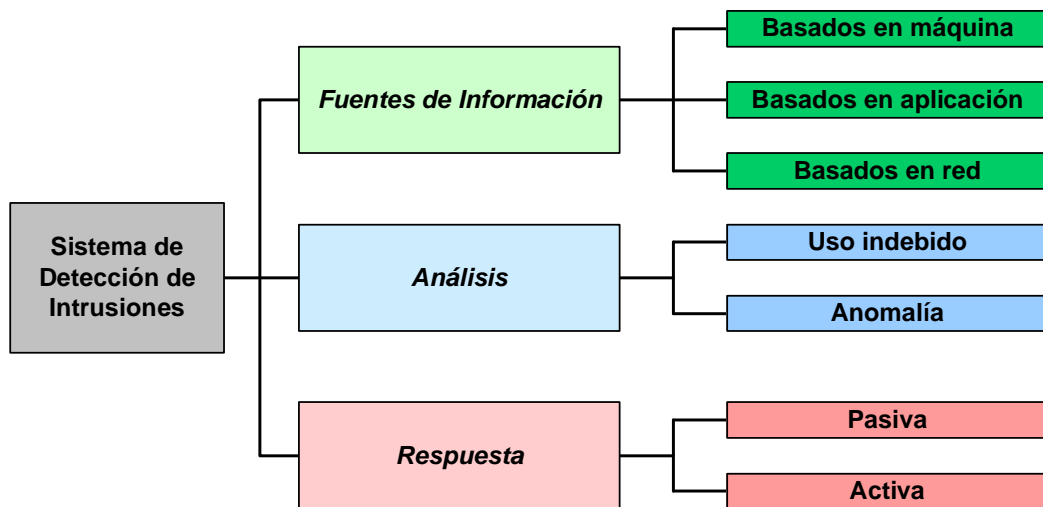 Sistema de
Detección de
Intrusiones
Fuentes de Información
Basados en máquina
Basados en aplicación
Basados en red
Análisis
Uso indebido
Anomalía
Respuesta
Pasiva
Activa